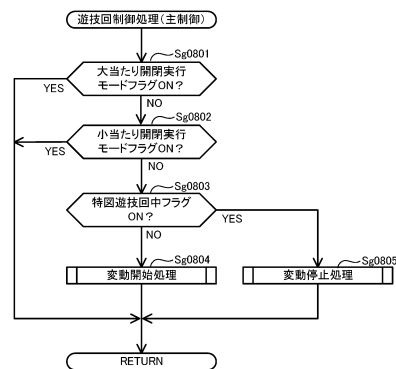 遊技回制御処理(主制御)
Sg0801
大当たり開閉実行
モードフラグON?
YES
NO
Sg0802
小当たり開閉実行
モードフラグON?
YES
NO
Sg0803
特図遊技回中フラグ
ON?
YES
NO
Sg0804
変動開始処理
Sg0805
変動停止処理
RETURN